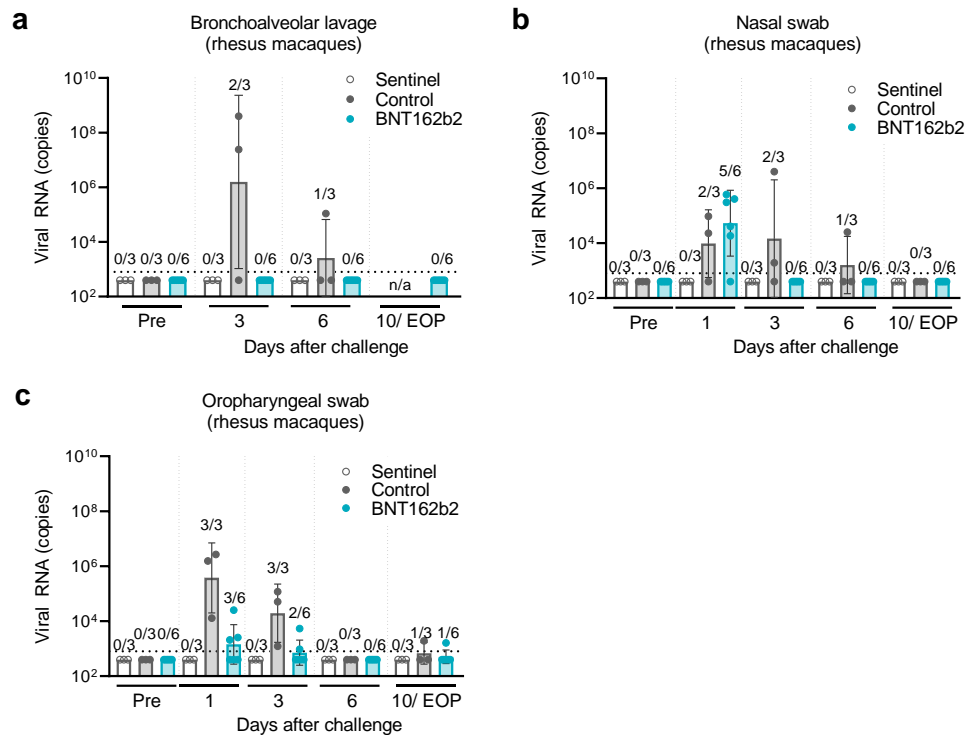 a
Bronchoalveolar lavage
(rhesus macaques)
Viral RNA (copies)
10^10
10^8
10^6
10^4
10^2
Sentinel
Control
BNT162b2
0/3 0/3 0/6
0/3 2/3 0/6
0/3 1/3 0/6
n/a 0/6
Pre 3 6 10/ EOP
Days after challenge
b
Nasal swab
(rhesus macaques)
Viral RNA (copies)
10^10
10^8
10^6
10^4
10^2
Sentinel
Control
BNT162b2
0/3 0/3 0/6
0/3 2/3 5/6
0/3 2/3 0/6
0/3 1/3 0/6
0/3 0/3 0/6
Pre 1 3 6 10/ EOP
Days after challenge
c
Oropharyngeal swab
(rhesus macaques)
Viral RNA (copies)
10^10
10^8
10^6
10^4
10^2
Sentinel
Control
BNT162b2
0/3 0/3 0/6
0/3 3/3 3/6
0/3 3/3 2/6
0/3 0/3 0/6
0/3 1/3 1/6
Pre 1 3 6 10/ EOP
Days after challenge